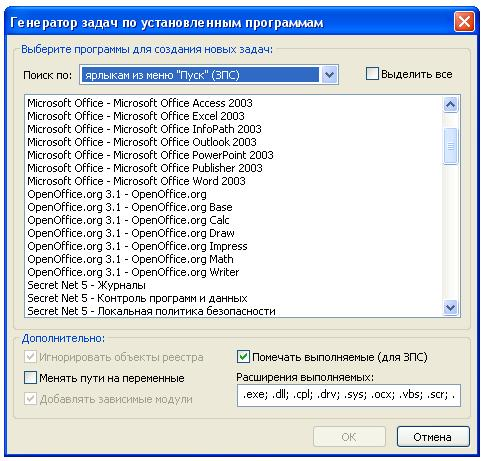 Генератор задач по установленным программам
Выберите программы для создания новых задач:
Поиск по: ярлыкам из меню "Пуск" (ЗПС) Выделить все
Microsoft Office - Microsoft Office Access 2003
Microsoft Office - Microsoft Office Excel 2003
Microsoft Office - Microsoft Office InfoPath 2003
Microsoft Office - Microsoft Office Outlook 2003
Microsoft Office - Microsoft Office PowerPoint 2003
Microsoft Office - Microsoft Office Publisher 2003
Microsoft Office - Microsoft Office Word 2003
OpenOffice.org 3.1 - OpenOffice.org
OpenOffice.org 3.1 - OpenOffice.org Base
OpenOffice.org 3.1 - OpenOffice.org Calc
OpenOffice.org 3.1 - OpenOffice.org Draw
OpenOffice.org 3.1 - OpenOffice.org Impress
OpenOffice.org 3.1 - OpenOffice.org Math
OpenOffice.org 3.1 - OpenOffice.org Writer
Secret Net 5 - Журналы
Secret Net 5 - Контроль программ и данных
Secret Net 5 - Локальная политика безопасности
Дополнительно:
Игнорировать объекты реестра Помечать выполняемые (для ЗПС)
Менять пути на переменные Расширения выполняемых:
Добавлять зависимые модули .exe; .dll; .cpl; .drv; .sys; .ocx; .vbs; .scr; .
ОК Отмена